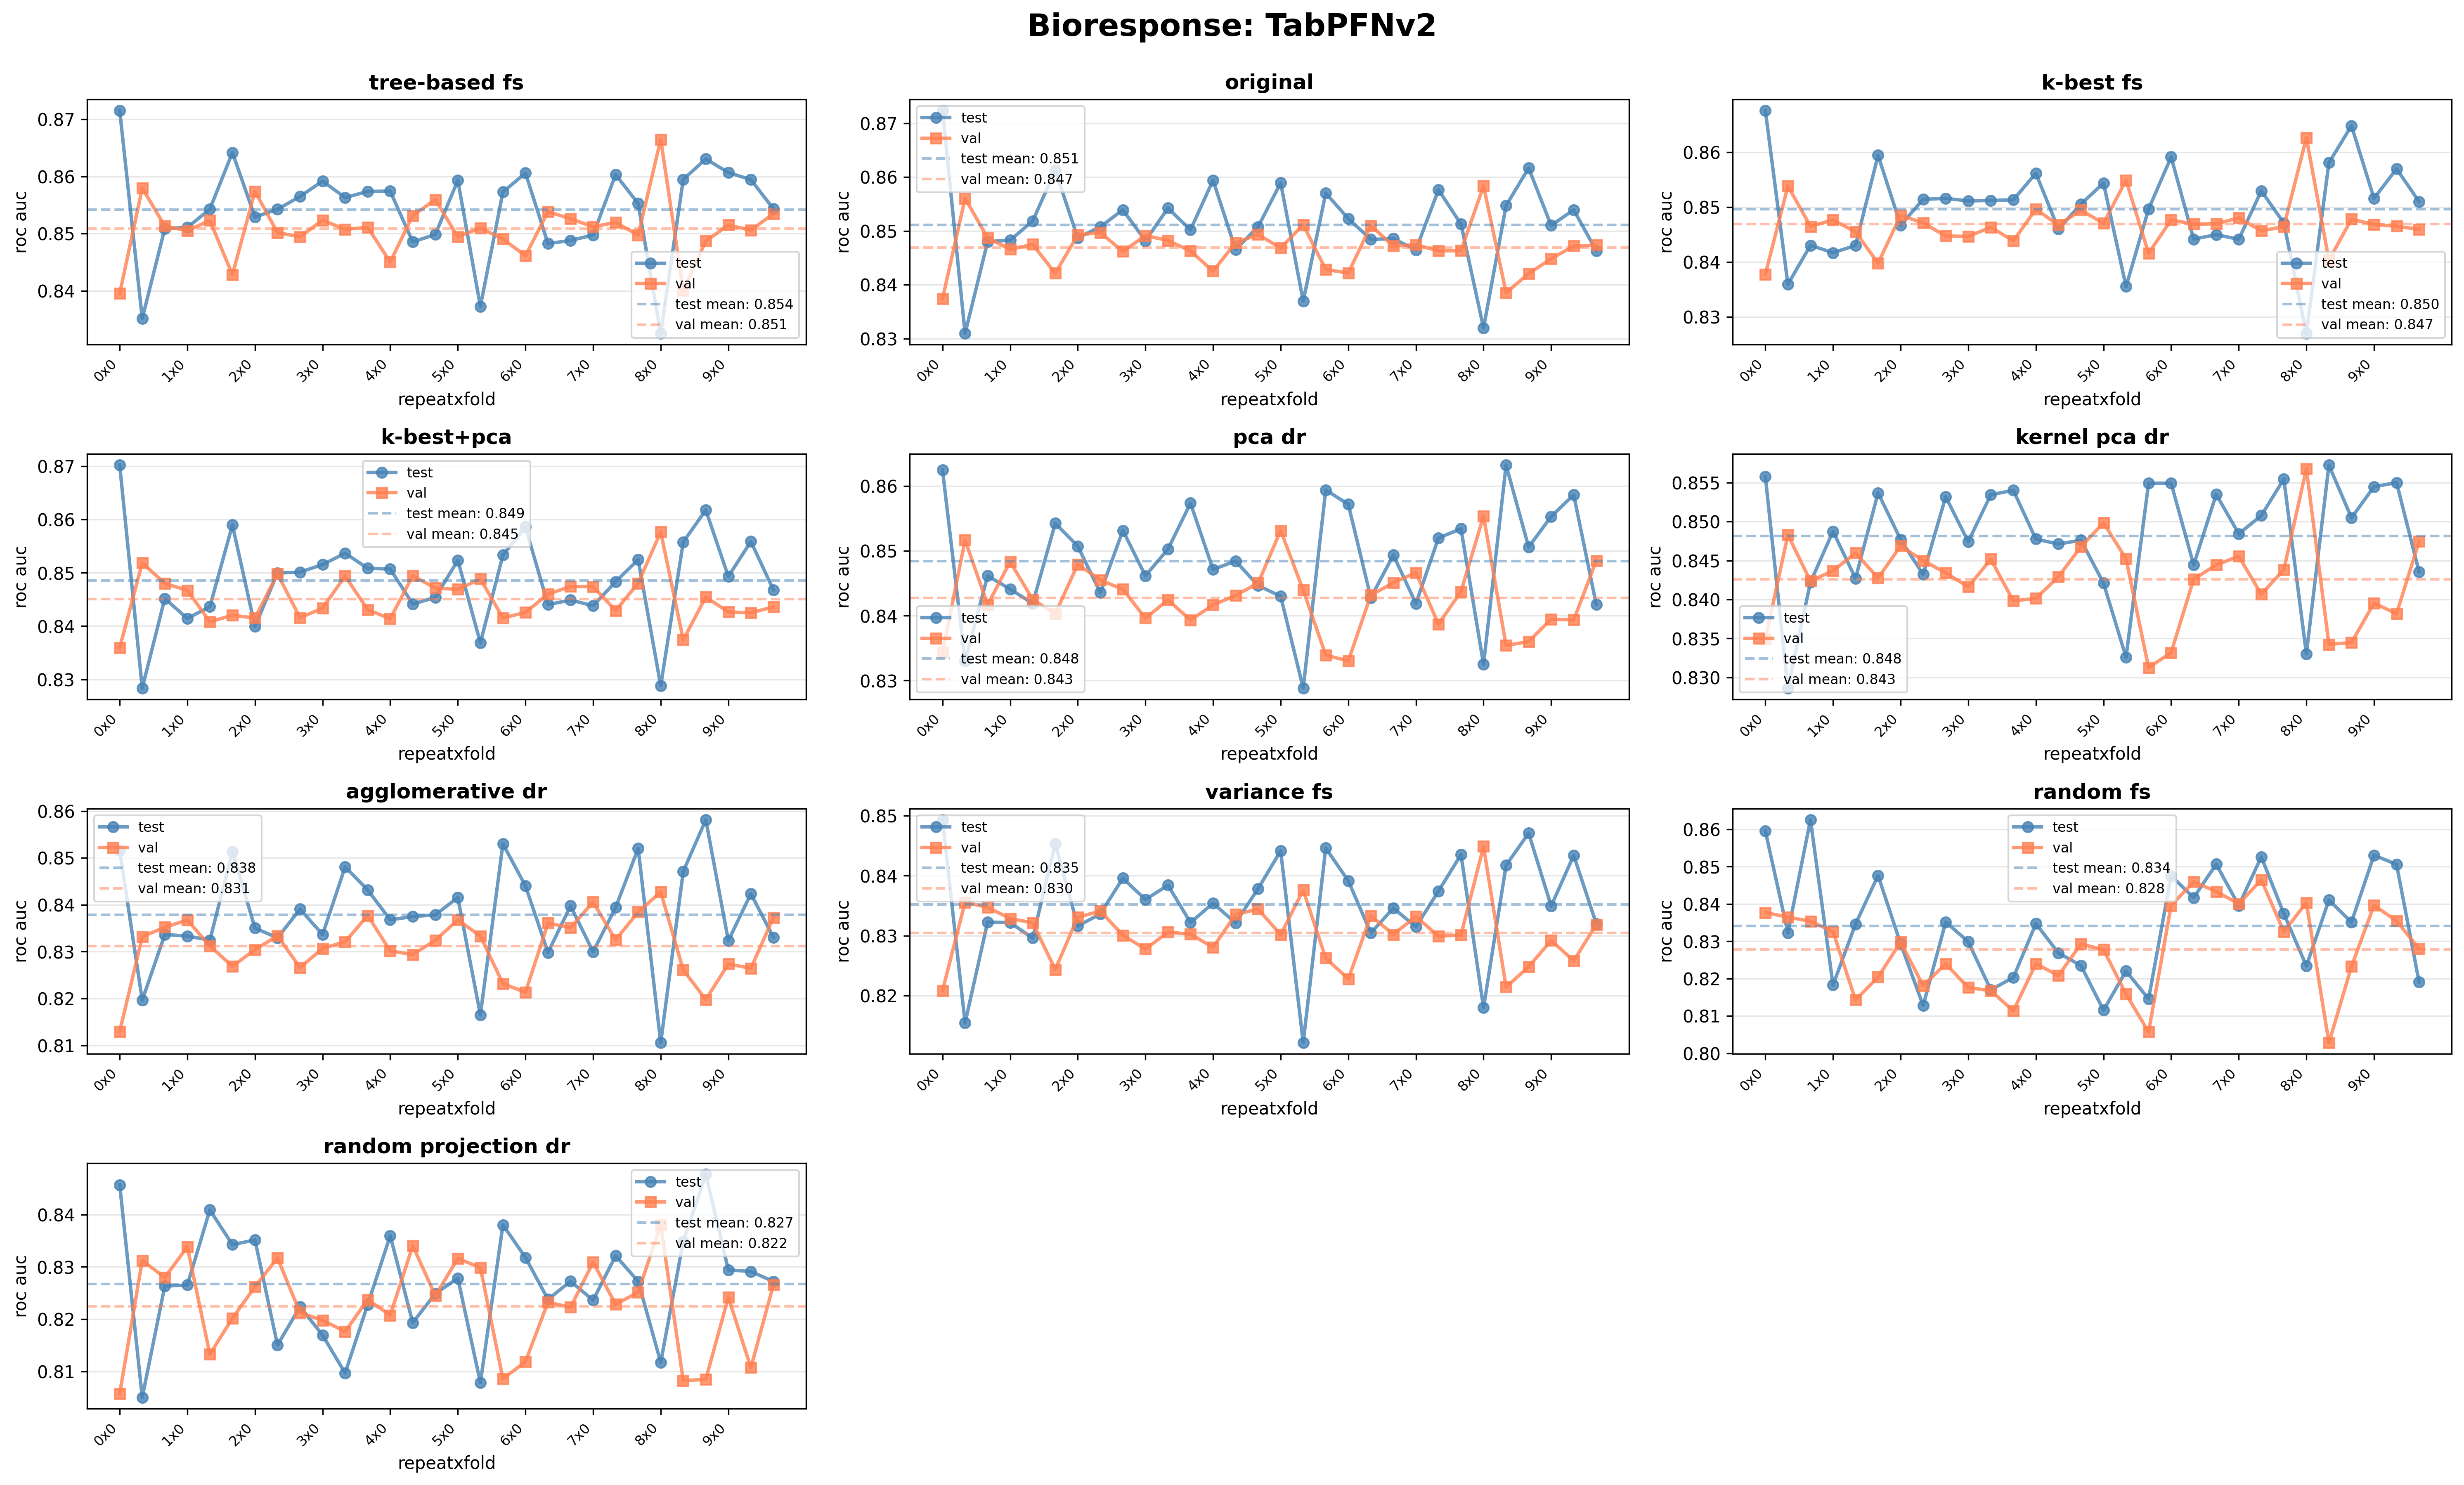 Bioresponse: TabPFNv2
tree-based fs
roc auc
0.87
0.86
0.85
0.84
test
val
test mean: 0.854
val mean: 0.851
0x0 1x0 2x0 3x0 4x0 5x0 6x0 7x0 8x0 9x0
repeatxfold
original
roc auc
0.87
0.86
0.85
0.84
0.83
test
val
test mean: 0.851
val mean: 0.847
0x0 1x0 2x0 3x0 4x0 5x0 6x0 7x0 8x0 9x0
repeatxfold
k-best fs
roc auc
0.86
0.85
0.84
0.83
test
val
test mean: 0.850
val mean: 0.847
0x0 1x0 2x0 3x0 4x0 5x0 6x0 7x0 8x0 9x0
repeatxfold
k-best+pca
roc auc
0.87
0.86
0.85
0.84
0.83
test
val
test mean: 0.849
val mean: 0.845
0x0 1x0 2x0 3x0 4x0 5x0 6x0 7x0 8x0 9x0
repeatxfold
pca dr
roc auc
0.86
0.85
0.84
0.83
test
val
test mean: 0.848
val mean: 0.843
0x0 1x0 2x0 3x0 4x0 5x0 6x0 7x0 8x0 9x0
repeatxfold
kernel pca dr
roc auc
0.855
0.850
0.845
0.840
0.835
0.830
test
val
test mean: 0.848
val mean: 0.843
0x0 1x0 2x0 3x0 4x0 5x0 6x0 7x0 8x0 9x0
repeatxfold
agglomerative dr
roc auc
0.86
0.85
0.84
0.83
0.82
0.81
test
val
test mean: 0.838
val mean: 0.831
0x0 1x0 2x0 3x0 4x0 5x0 6x0 7x0 8x0 9x0
repeatxfold
variance fs
roc auc
0.85
0.84
0.83
0.82
test
val
test mean: 0.835
val mean: 0.830
0x0 1x0 2x0 3x0 4x0 5x0 6x0 7x0 8x0 9x0
repeatxfold
random fs
roc auc
0.86
0.85
0.84
0.83
0.82
0.81
0.80
test
val
test mean: 0.834
val mean: 0.828
0x0 1x0 2x0 3x0 4x0 5x0 6x0 7x0 8x0 9x0
repeatxfold
random projection dr
roc auc
0.84
0.83
0.82
0.81
test
val
test mean: 0.827
val mean: 0.822
0x0 1x0 2x0 3x0 4x0 5x0 6x0 7x0 8x0 9x0
repeatxfold